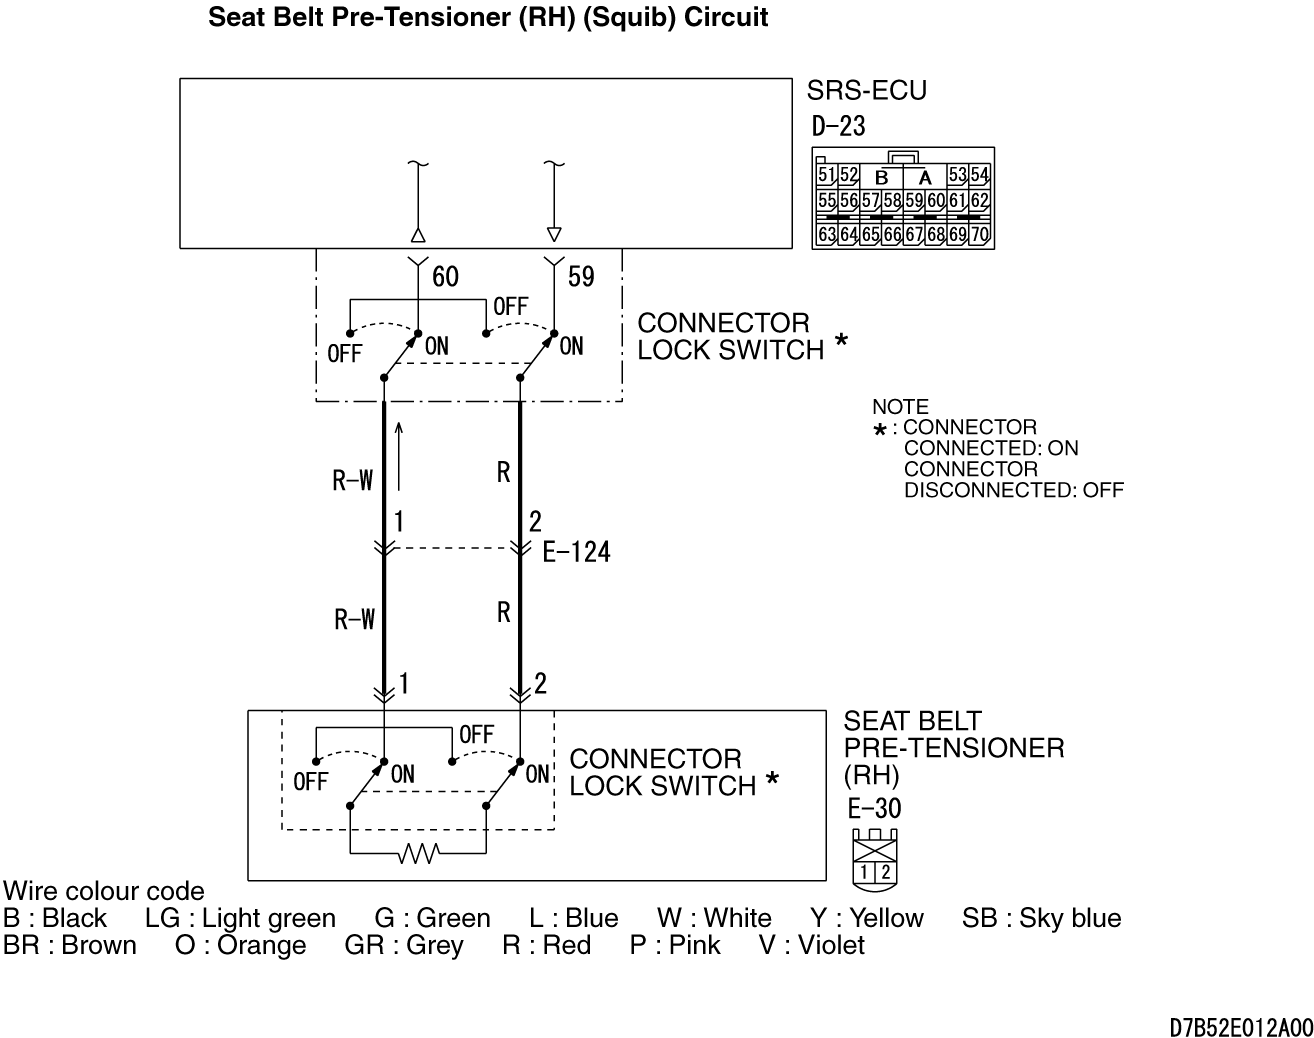 Seat Belt Pre-Tensioner (RH) (Squib) Circuit
SRS-ECU
D-23
51 52 B A 53 54
55 56 57 58 59 60 61 62
63 64 65 66 67 68 69 70
60
59
OFF
OFF
ON
ON
CONNECTOR
LOCK SWITCH *
NOTE
* : CONNECTOR
CONNECTED: ON
CONNECTOR
DISCONNECTED: OFF
R-W
R
1
2
E-124
R-W
R
1
2
OFF
OFF
ON
ON
CONNECTOR
LOCK SWITCH *
SEAT BELT
PRE-TENSIONER
(RH)
E-30
1 2
Wire colour code
B : Black LG : Light green G : Green L : Blue W : White Y : Yellow SB : Sky blue
BR : Brown O : Orange GR : Grey R : Red P : Pink V : Violet
D7B52E012A00